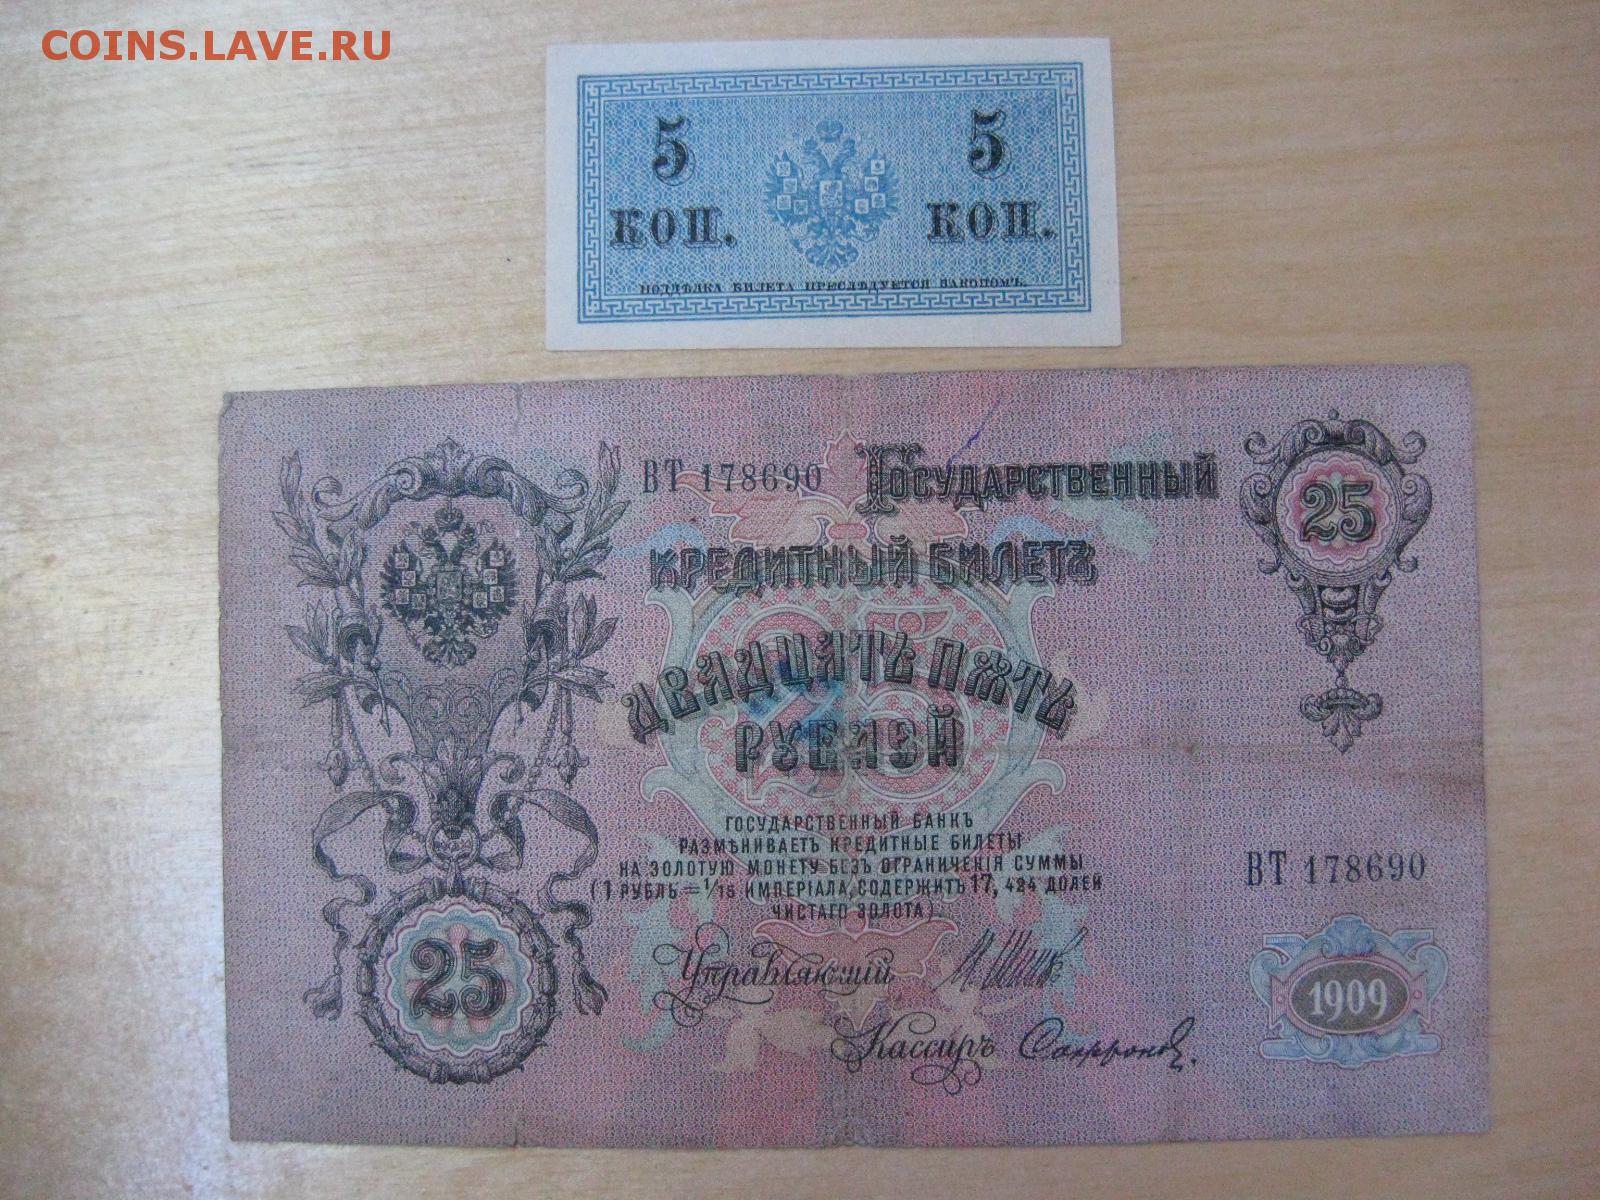 COINS.LAVE.RU
5 5
КОП. КОП.
ПОДДѢЛКА БИЛЕТА ПРЕСЛѢДУЕТСЯ ЗАКОНОМЪ.
ВТ 178690 ГОСУДАРСТВЕННЫЙ
25
КРЕДИТНЫЙ БИЛЕТЪ
25
ДВАДЦАТЬ ПѦТЬ
РУБЛЕЙ
ГОСУДАРСТВЕННЫЙ БАНКЪ
РАЗМѢНИВАЕТЪ КРЕДИТНЫЕ БИЛЕТЫ
НА ЗОЛОТУЮ МОНЕТУ БЕЗЪ ОГРАНИЧЕНІЯ СУММЫ
(1 РУБЛЬ = 1/15 ИМПЕРІАЛА, СОДЕРЖИТЪ 17,424 ДОЛЕЙ
ЧИСТАГО ЗОЛОТА).
ВТ 178690
25
Управляющій
1909
Кассиръ